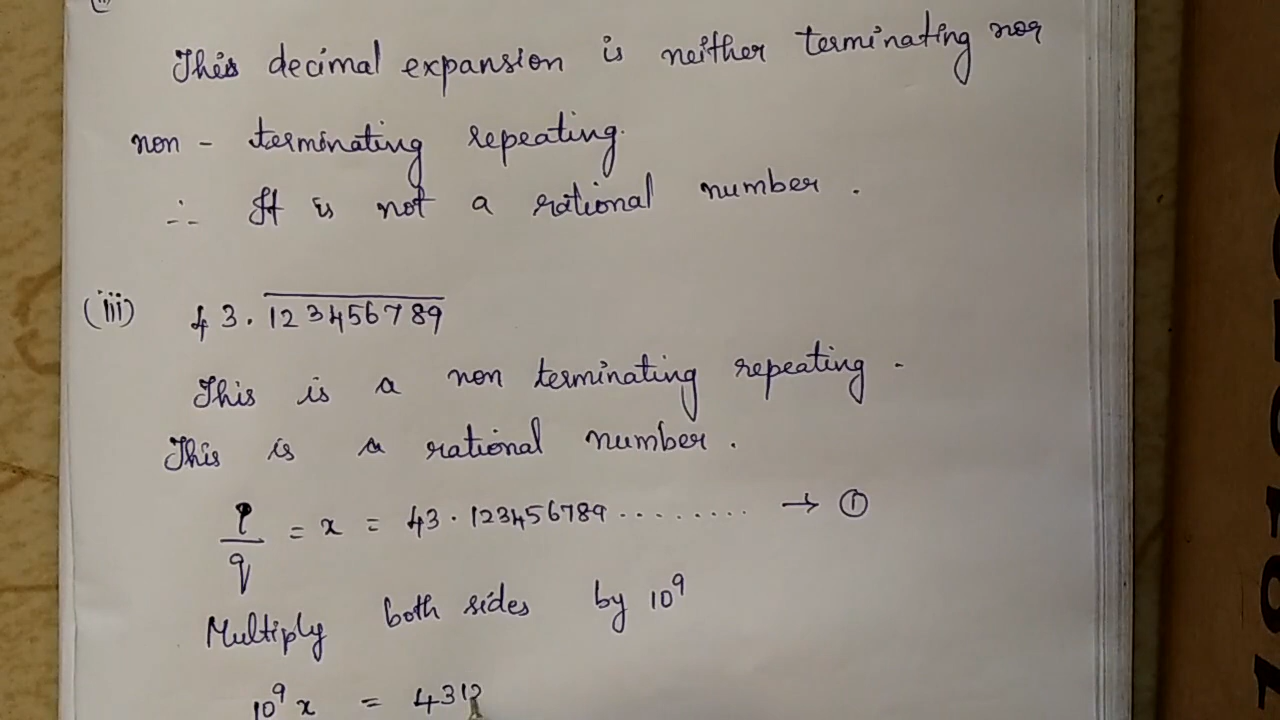 This decimal expansion is neither terminating nor
non - terminating repeating.
∴ It is not a rational number.
(iii) 43.\overline{123456789}
This is a non terminating repeating.
This is a rational number.
p/q = x = 43.123456789........ → ①
Multiply both sides by 10⁹
10⁹ x = 4312